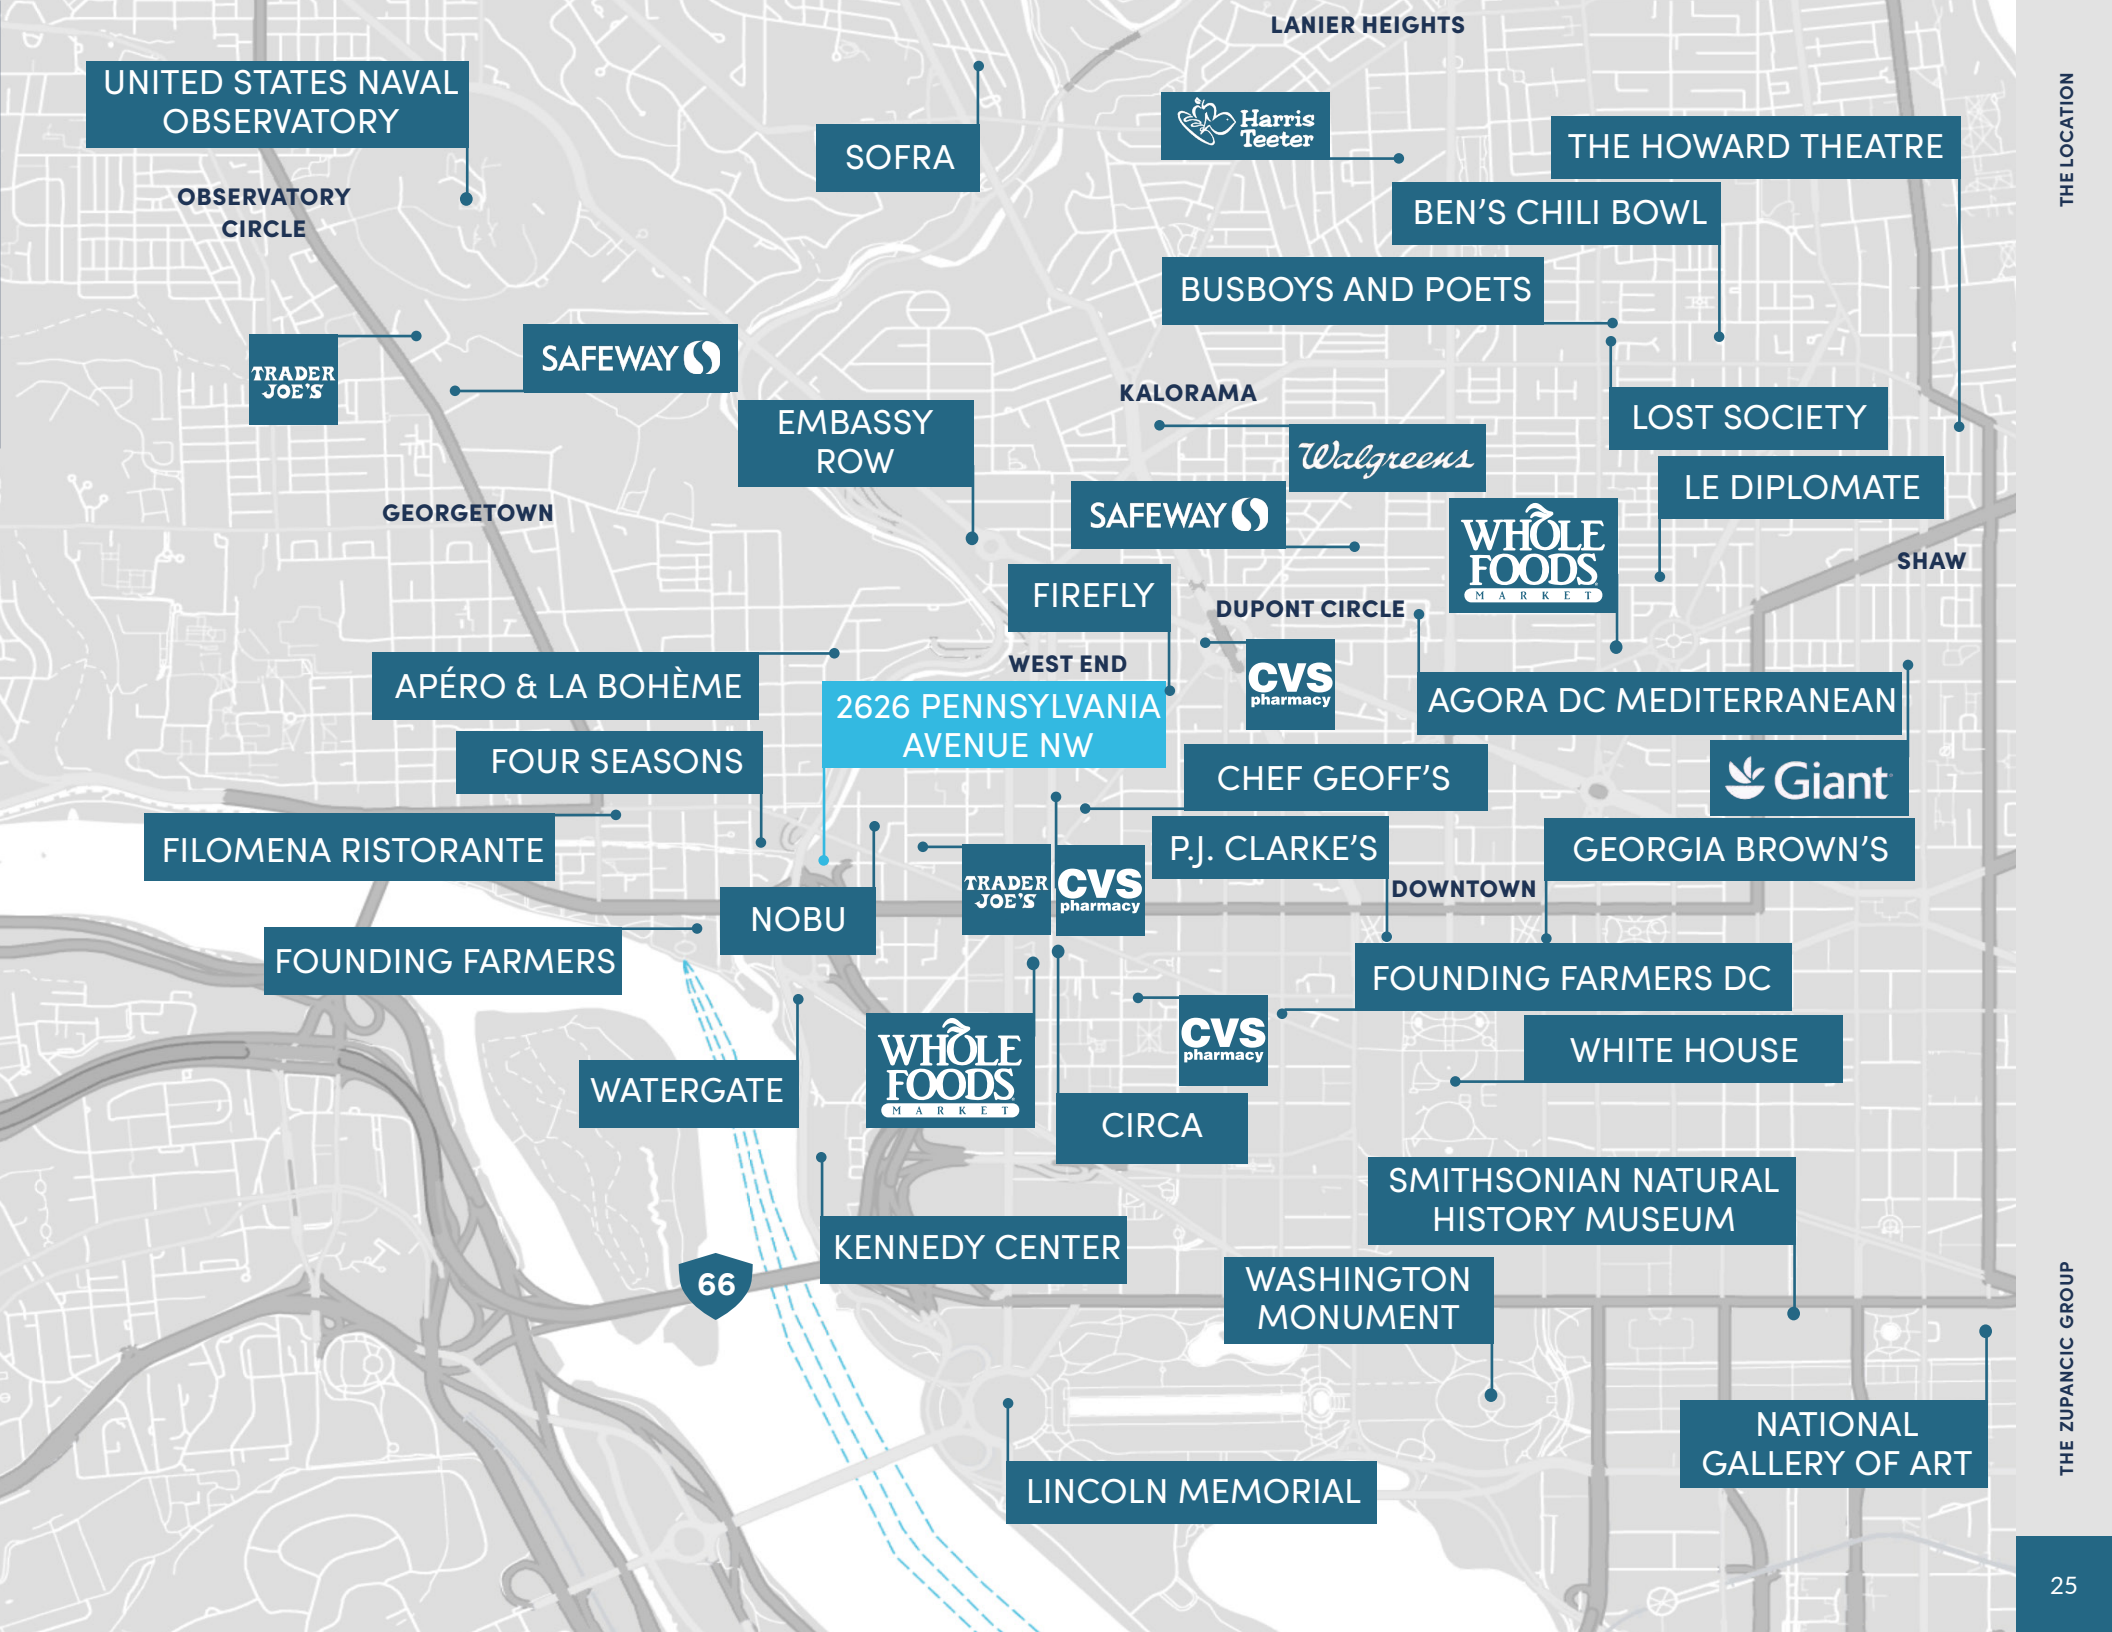 LANIER HEIGHTS
UNITED STATES NAVAL
OBSERVATORY
THE LOCATION
Harris
Teeter
SOFRA
THE HOWARD THEATRE
OBSERVATORY
CIRCLE
BEN'S CHILI BOWL
BUSBOYS AND POETS
TRADER
JOE'S
SAFEWAY
KALORAMA
EMBASSY
ROW
LOST SOCIETY
Walgreens
LE DIPLOMATE
GEORGETOWN
SAFEWAY
WHOLE
FOODS
MARKET
SHAW
FIREFLY
DUPONT CIRCLE
WEST END
CVS
pharmacy
APÉRO & LA BOHÈME
2626 PENNSYLVANIA
AVENUE NW
AGORA DC MEDITERRANEAN
FOUR SEASONS
CHEF GEOFF'S
Giant
FILOMENA RISTORANTE
P.J. CLARKE'S
GEORGIA BROWN'S
TRADER
JOE'S
CVS
pharmacy
DOWNTOWN
NOBU
FOUNDING FARMERS
FOUNDING FARMERS DC
WHOLE
FOODS
MARKET
CVS
pharmacy
WHITE HOUSE
WATERGATE
CIRCA
SMITHSONIAN NATURAL
HISTORY MUSEUM
KENNEDY CENTER
66
WASHINGTON
MONUMENT
THE ZUPANCIC GROUP
NATIONAL
GALLERY OF ART
LINCOLN MEMORIAL
25